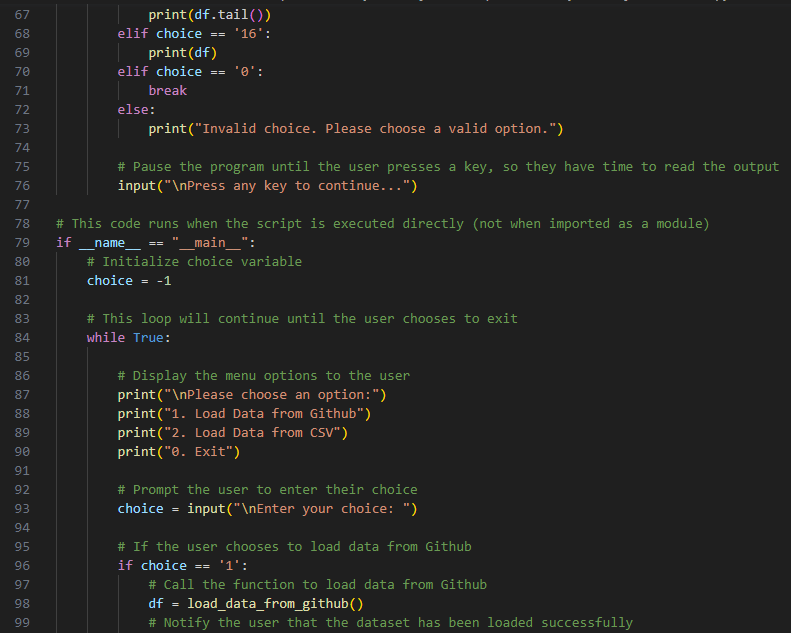 67 print(df.tail())
68 elif choice == '16':
69 print(df)
70 elif choice == '0':
71 break
72 else:
73 print("Invalid choice. Please choose a valid option.")
74
75 # Pause the program until the user presses a key, so they have time to read the output
76 input("\nPress any key to continue...")
77
78 # This code runs when the script is executed directly (not when imported as a module)
79 if __name__ == "__main__":
80 # Initialize choice variable
81 choice = -1
82
83 # This loop will continue until the user chooses to exit
84 while True:
85
86 # Display the menu options to the user
87 print("\nPlease choose an option:")
88 print("1. Load Data from Github")
89 print("2. Load Data from CSV")
90 print("0. Exit")
91
92 # Prompt the user to enter their choice
93 choice = input("\nEnter your choice: ")
94
95 # If the user chooses to load data from Github
96 if choice == '1':
97 # Call the function to load data from Github
98 df = load_data_from_github()
99 # Notify the user that the dataset has been loaded successfully